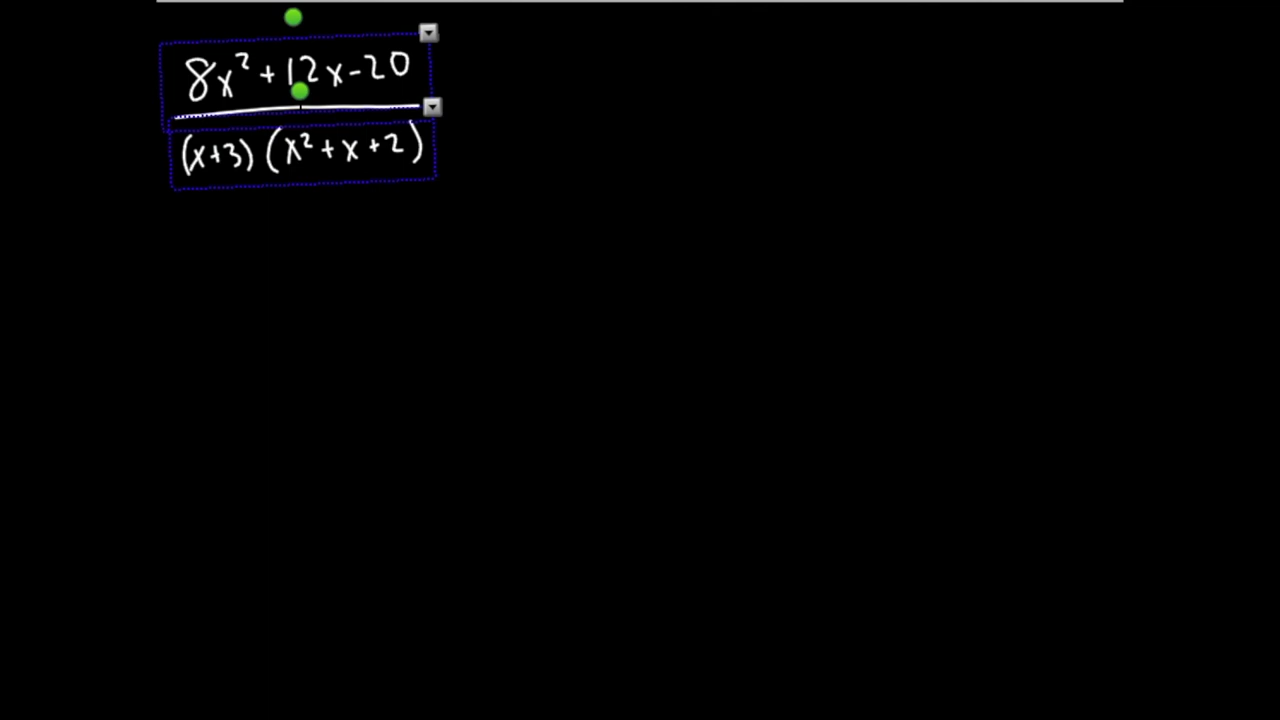 8x² + 12x - 20
(x+3) (x² + x + 2)